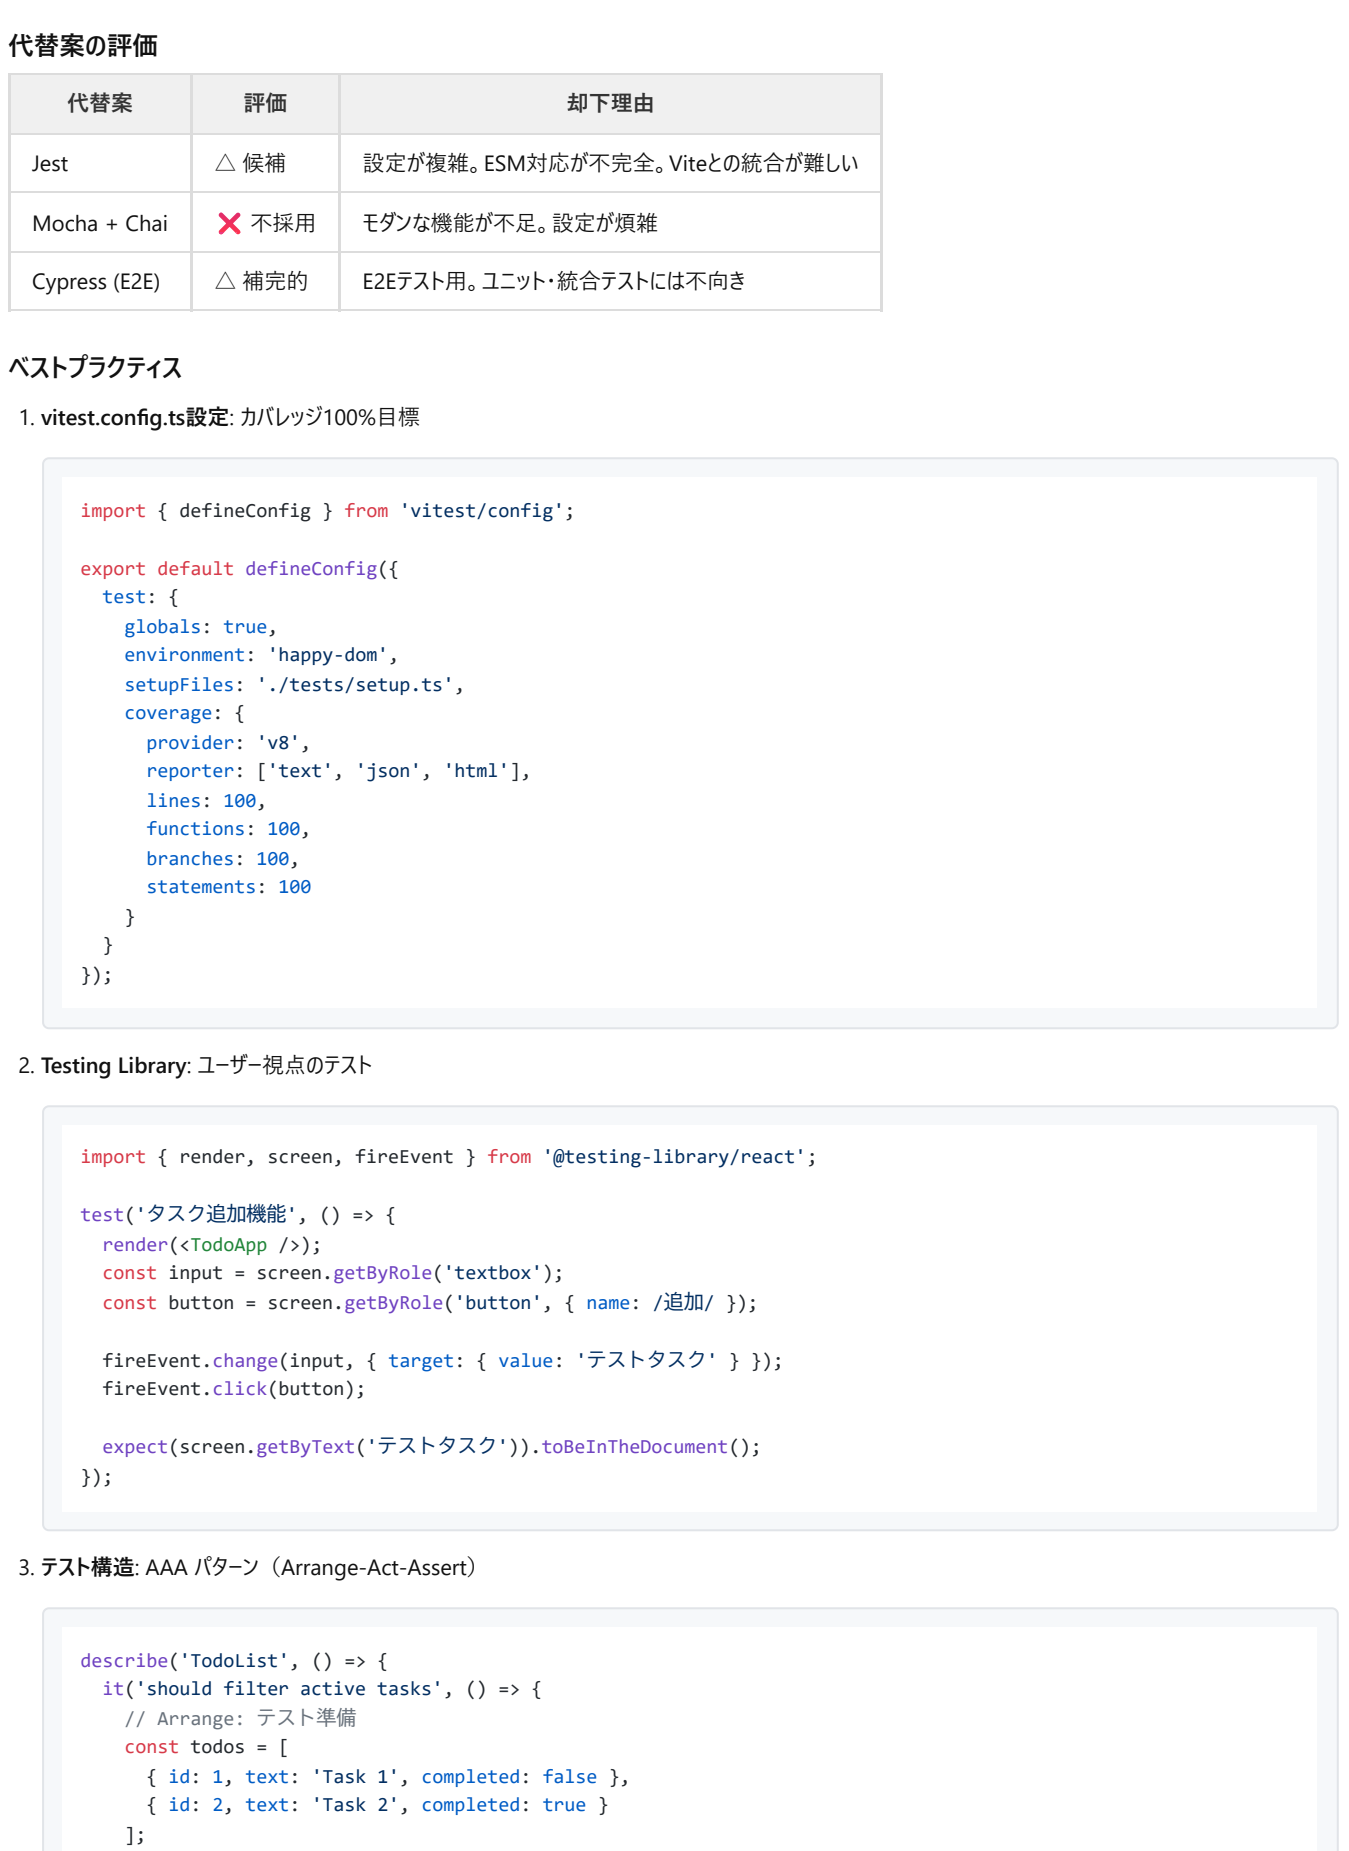 代替案の評価
代替案 評価 却下理由
Jest △ 候補 設定が複雑。ESM対応が不完全。Viteとの統合が難しい
Mocha + Chai ❌ 不採用 モダンな機能が不足。設定が煩雑
Cypress (E2E) △ 補完的 E2Eテスト用。ユニット・統合テストには不向き
ベストプラクティス
1. vitest.config.ts設定: カバレッジ100%目標
import { defineConfig } from 'vitest/config';
export default defineConfig({
  test: {
    globals: true,
    environment: 'happy-dom',
    setupFiles: './tests/setup.ts',
    coverage: {
      provider: 'v8',
      reporter: ['text', 'json', 'html'],
      lines: 100,
      functions: 100,
      branches: 100,
      statements: 100
    }
  }
});
2. Testing Library: ユーザー視点のテスト
import { render, screen, fireEvent } from '@testing-library/react';
test('タスク追加機能', () => {
  render(<TodoApp />);
  const input = screen.getByRole('textbox');
  const button = screen.getByRole('button', { name: /追加/ });
  fireEvent.change(input, { target: { value: 'テストタスク' } });
  fireEvent.click(button);
  expect(screen.getByText('テストタスク')).toBeInTheDocument();
});
3. テスト構造: AAA パターン（Arrange-Act-Assert）
describe('TodoList', () => {
  it('should filter active tasks', () => {
    // Arrange: テスト準備
    const todos = [
      { id: 1, text: 'Task 1', completed: false },
      { id: 2, text: 'Task 2', completed: true }
    ];